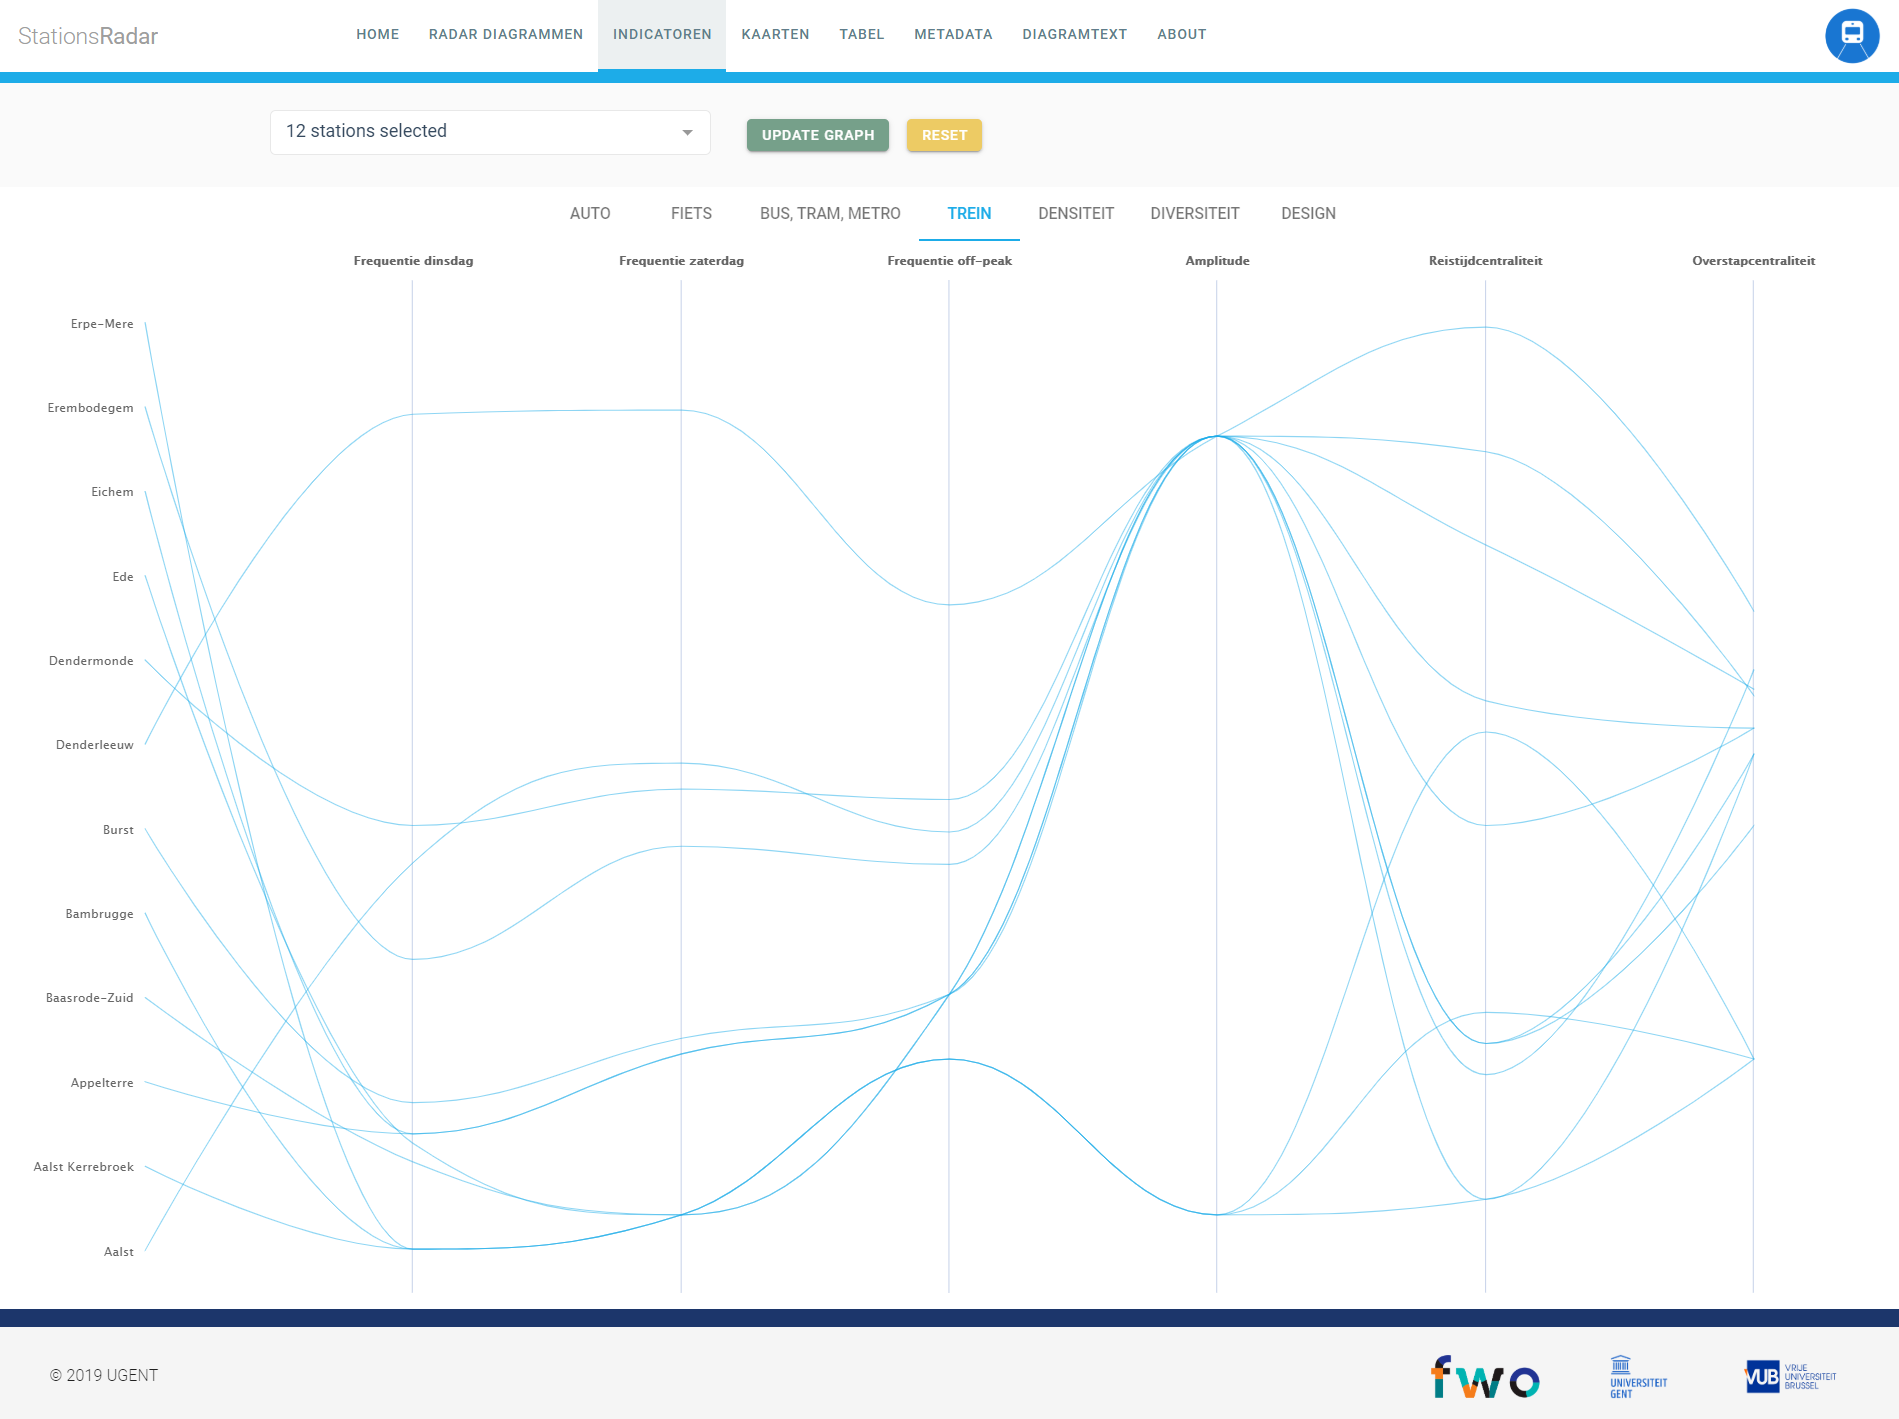 StationsRadar
HOME
RADAR DIAGRAMMEN
INDICATOREN
KAARTEN
TABEL
METADATA
DIAGRAMTEXT
ABOUT
12 stations selected
UPDATE GRAPH
RESET
AUTO
FIETS
BUS, TRAM, METRO
TREIN
DENSITEIT
DIVERSITEIT
DESIGN
Frequentie dinsdag
Frequentie zaterdag
Frequentie off-peak
Amplitude
Reistijdcentraliteit
Overstapcentraliteit
Erpe-Mere
Erembodegem
Eichem
Ede
Dendermonde
Denderleeuw
Burst
Bambrugge
Baasrode-Zuid
Appelterre
Aalst Kerrebroek
Aalst
© 2019 UGENT
fwo
UNIVERSITEIT
GENT
VUB
VRIJE
UNIVERSITEIT
BRUSSEL